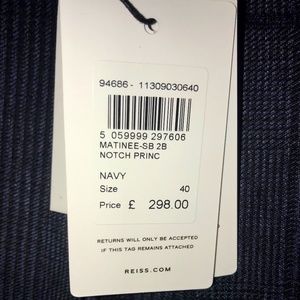 94686 - 11309030640
5 059999 297606
MATINEE-SB 2B
NOTCH PRINC
NAVY
Size 40
Price £ 298.00
RETURNS WILL ONLY BE ACCEPTED
IF THIS TAG REMAINS ATTACHED
REISS.COM